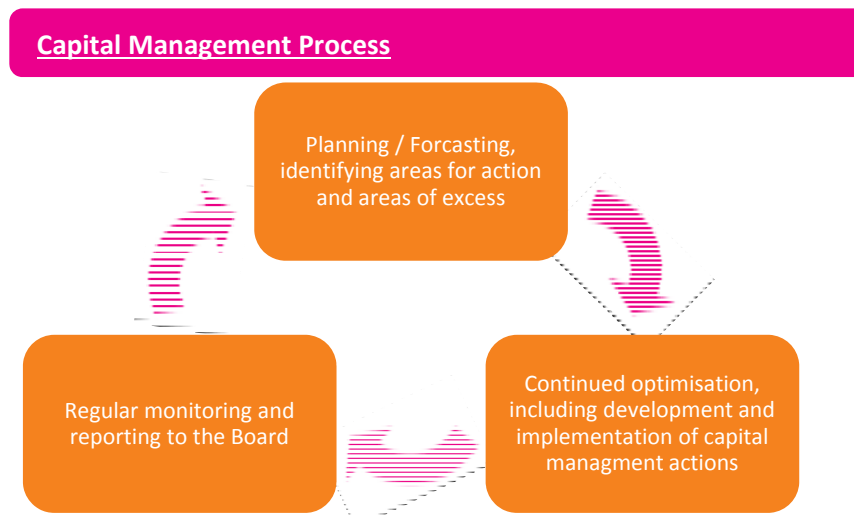 Capital Management Process
Planning / Forcasting,
identifying areas for action
and areas of excess
Continued optimisation,
including development and
implementation of capital
managment actions
Regular monitoring and
reporting to the Board